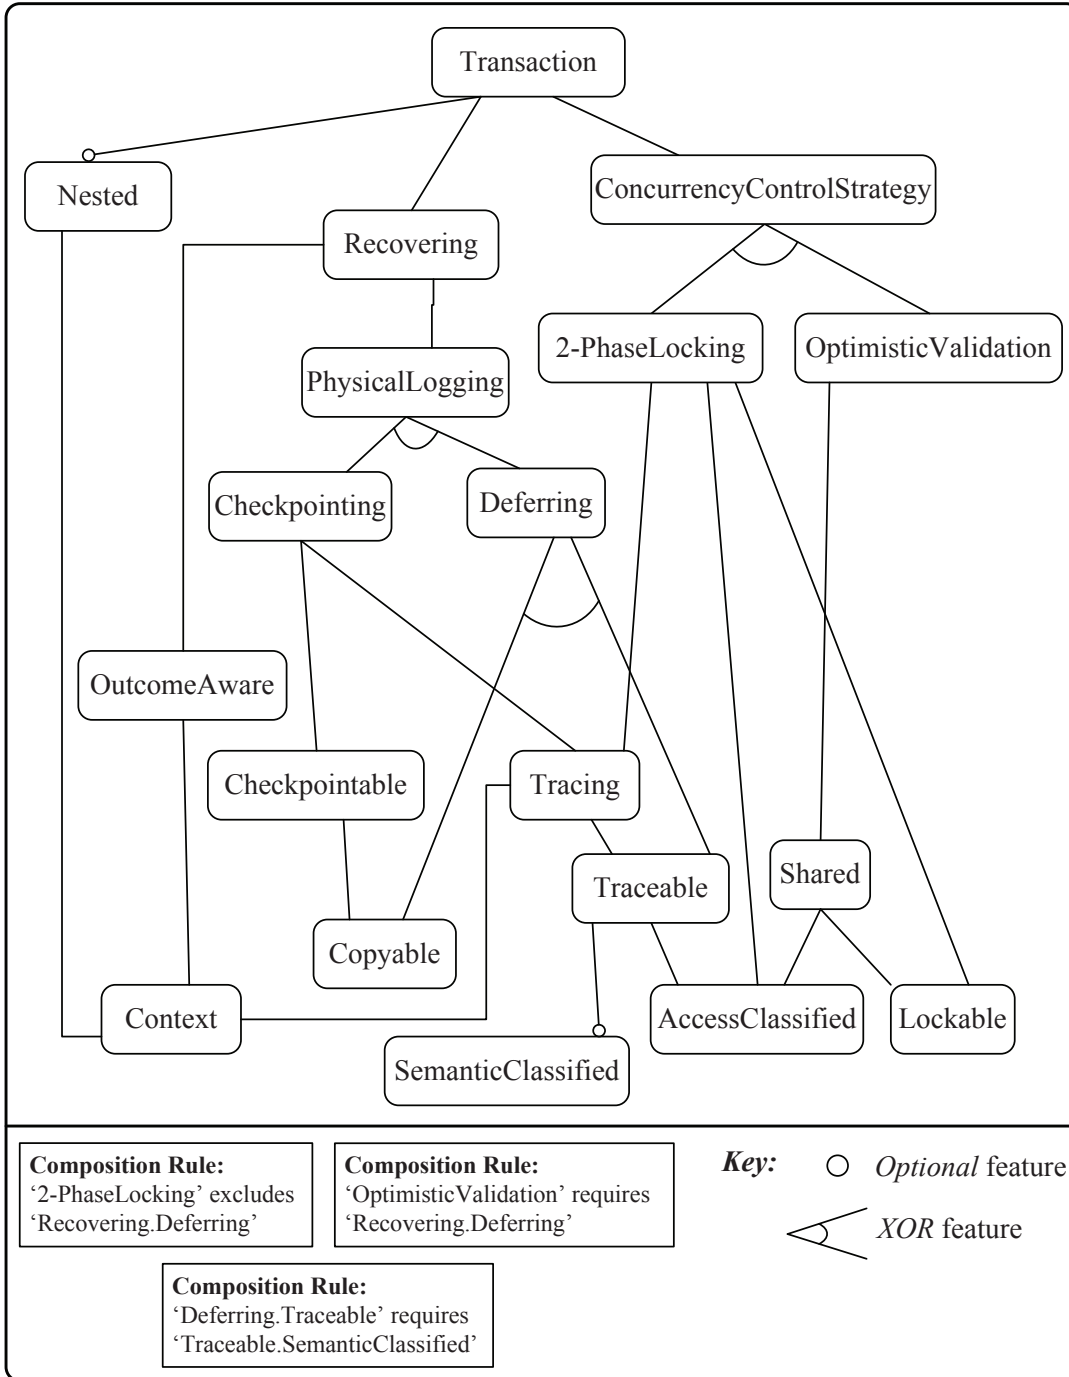 Transaction
Nested
ConcurrencyControlStrategy
Recovering
2-PhaseLocking
OptimisticValidation
PhysicalLogging
Checkpointing
Deferring
OutcomeAware
Checkpointable
Tracing
Traceable
Shared
Copyable
Context
AccessClassified
Lockable
SemanticClassified
Composition Rule:
‘2-PhaseLocking’ excludes
‘Recovering.Deferring’
Composition Rule:
‘OptimisticValidation’ requires
‘Recovering.Deferring’
Composition Rule:
‘Deferring.Traceable’ requires
‘Traceable.SemanticClassified’
Key:
Optional feature
XOR feature